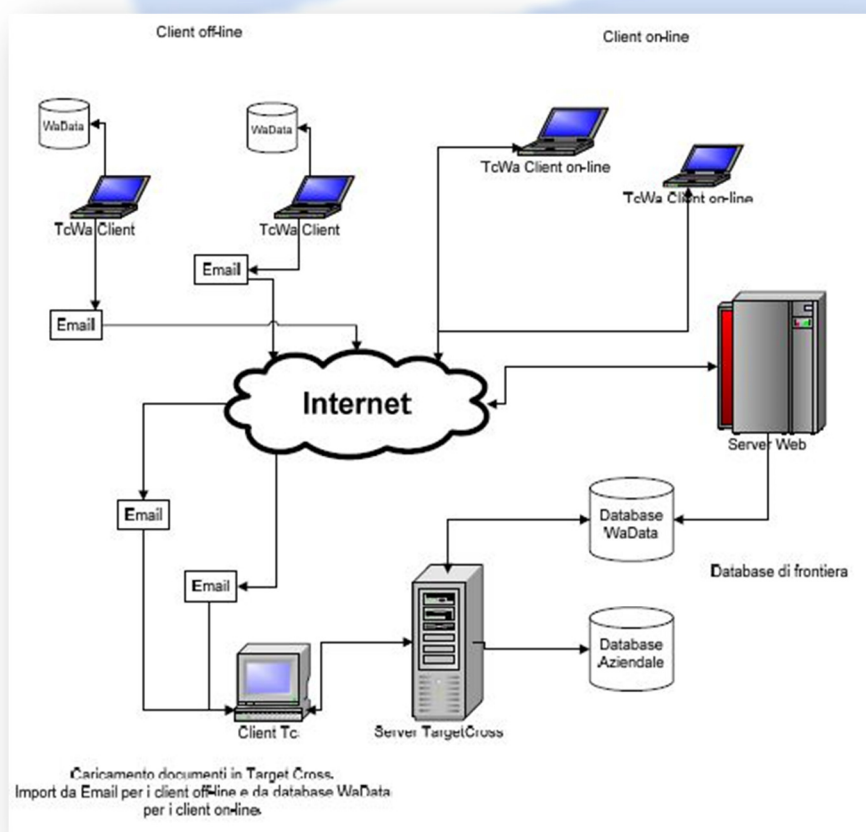 Client off-line
Client on-line
WaData
WaData
TcWa Client
TcWa Client
TcWa Client on-line
TcWa Client on-line
Email
Email
Internet
Server Web
Email
Email
Database
WaData
Database di frontiera
Database
Aziendale
Client Tc
Server TargetCross
Caricamento documenti in Target Cross.
Import da Email per i client off-line e da database WaData
per i client on-line.